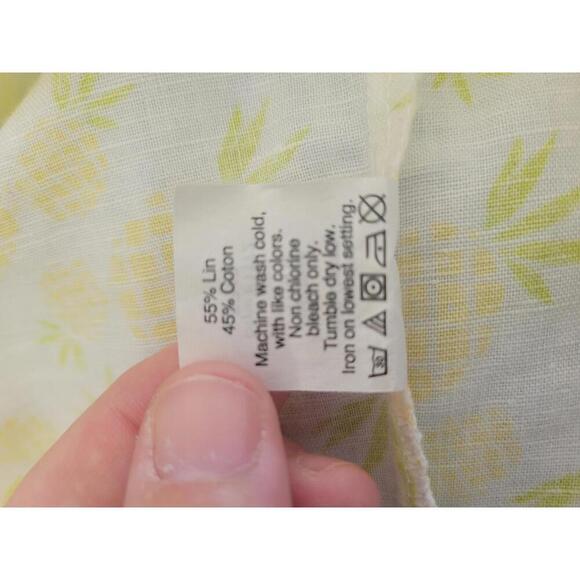 55% Lin
45% Coton
Machine wash cold,
with like colors.
Non chlorine
bleach only.
Tumble dry low.
Iron on lowest setting.
30